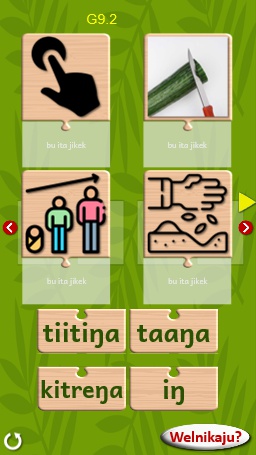 G9.2
bu ita jikek
bu ita jikek
bu ita jikek
bu ita jikek
tiitiŋa
taaŋa
kitreŋa
iŋ
Welnikaju?